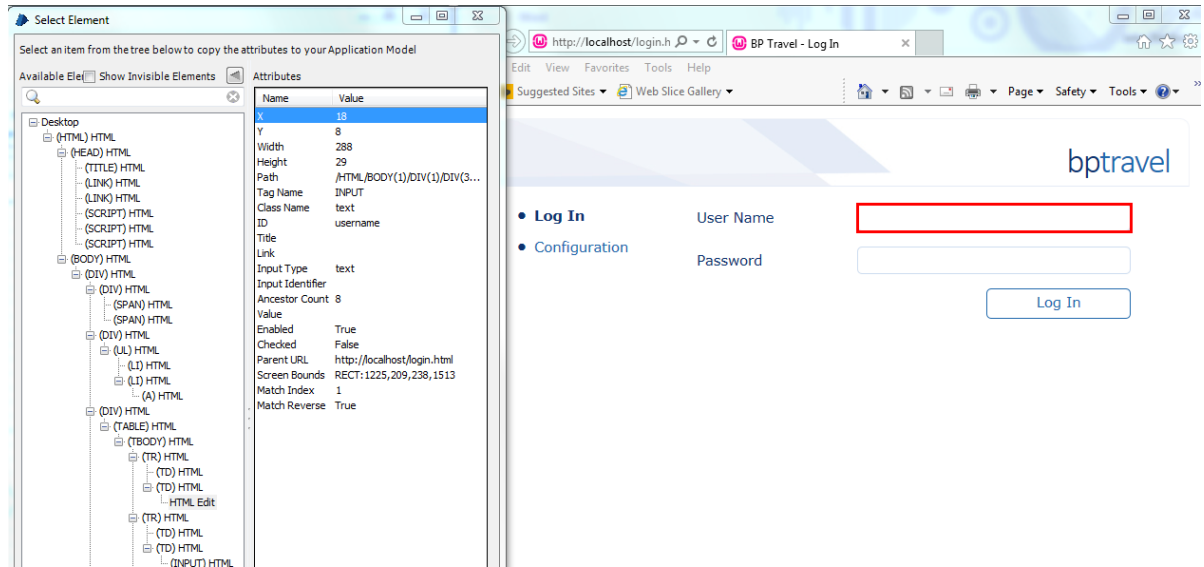 Select Element
Select an item from the tree below to copy the attributes to your Application Model
Available Ele
Show Invisible Elements
Attributes
Desktop
(HTML) HTML
(HEAD) HTML
(TITLE) HTML
(LINK) HTML
(LINK) HTML
(SCRIPT) HTML
(SCRIPT) HTML
(SCRIPT) HTML
(BODY) HTML
(DIV) HTML
(DIV) HTML
(SPAN) HTML
(SPAN) HTML
(DIV) HTML
(UL) HTML
(LI) HTML
(LI) HTML
(A) HTML
(DIV) HTML
(TABLE) HTML
(TBODY) HTML
(TR) HTML
(TD) HTML
(TD) HTML
HTML Edit
(TR) HTML
(TD) HTML
(TD) HTML
(INPUT) HTML
Name Value
X 18
Y 8
Width 288
Height 29
Path /HTML/BODY(1)/DIV(1)/DIV(3...
Tag Name INPUT
Class Name text
ID username
Title
Link
Input Type text
Input Identifier
Ancestor Count 8
Value
Enabled True
Checked False
Parent URL http://localhost/login.html
Screen Bounds RECT:1225,209,238,1513
Match Index 1
Match Reverse True
http://localhost/login.h
BP Travel - Log In
Edit View Favorites Tools Help
Suggested Sites Web Slice Gallery
Page Safety Tools
bptravel
• Log In
• Configuration
User Name
Password
Log In